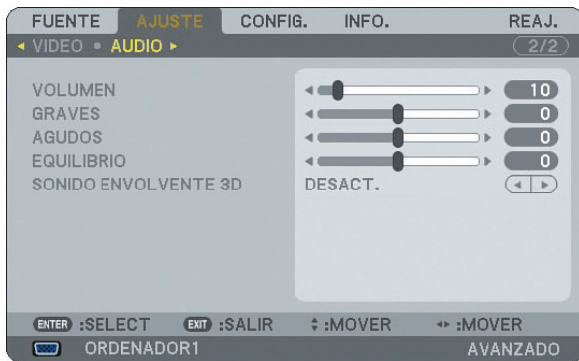 FUENTE AJUSTE CONFIG. INFO. REAJ.
VIDEO • AUDIO 2/2
VOLUMEN 10
GRAVES 0
AGUDOS 0
EQUILIBRIO 0
SONIDO ENVOLVENTE 3D DESACT.
ENTER :SELECT EXIT :SALIR :MOVER :MOVER
ORDENADOR1 AVANZADO